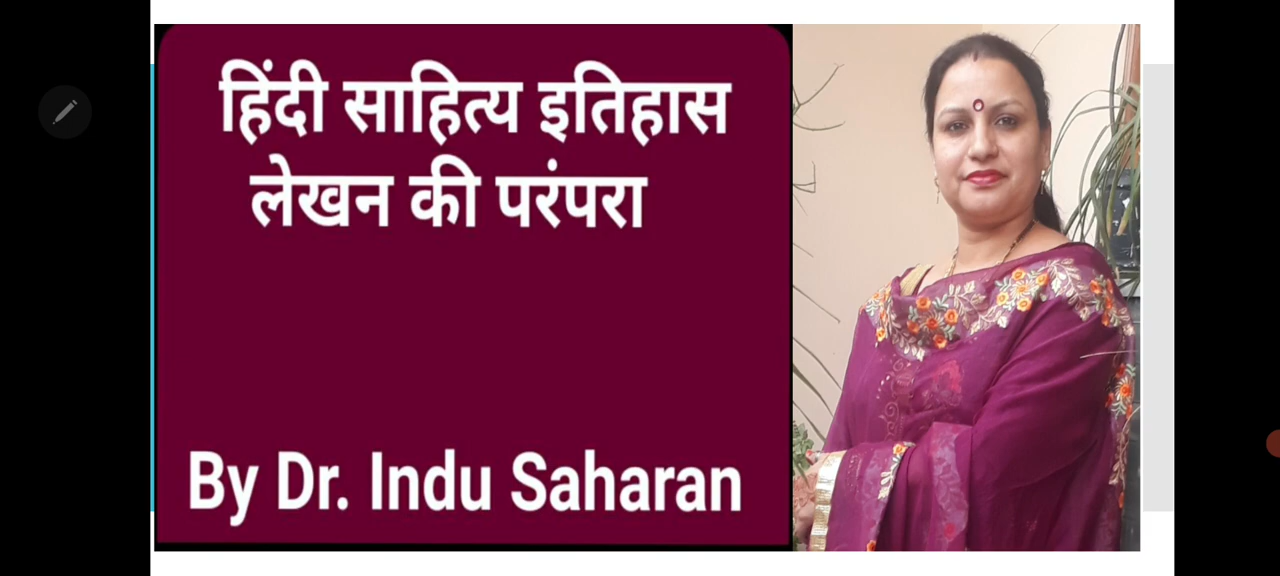 हिंदी साहित्य इतिहास
लेखन की परंपरा
By Dr. Indu Saharan